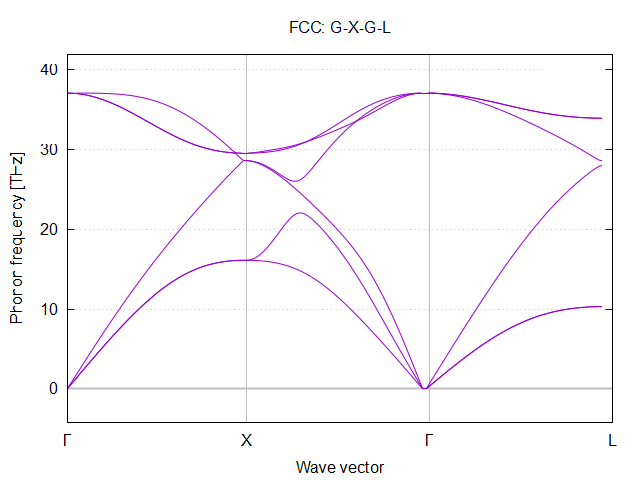 FCC: G-X-G-L
40
30
20
10
0
Phonon frequency [THz]
Γ X Γ L
Wave vector